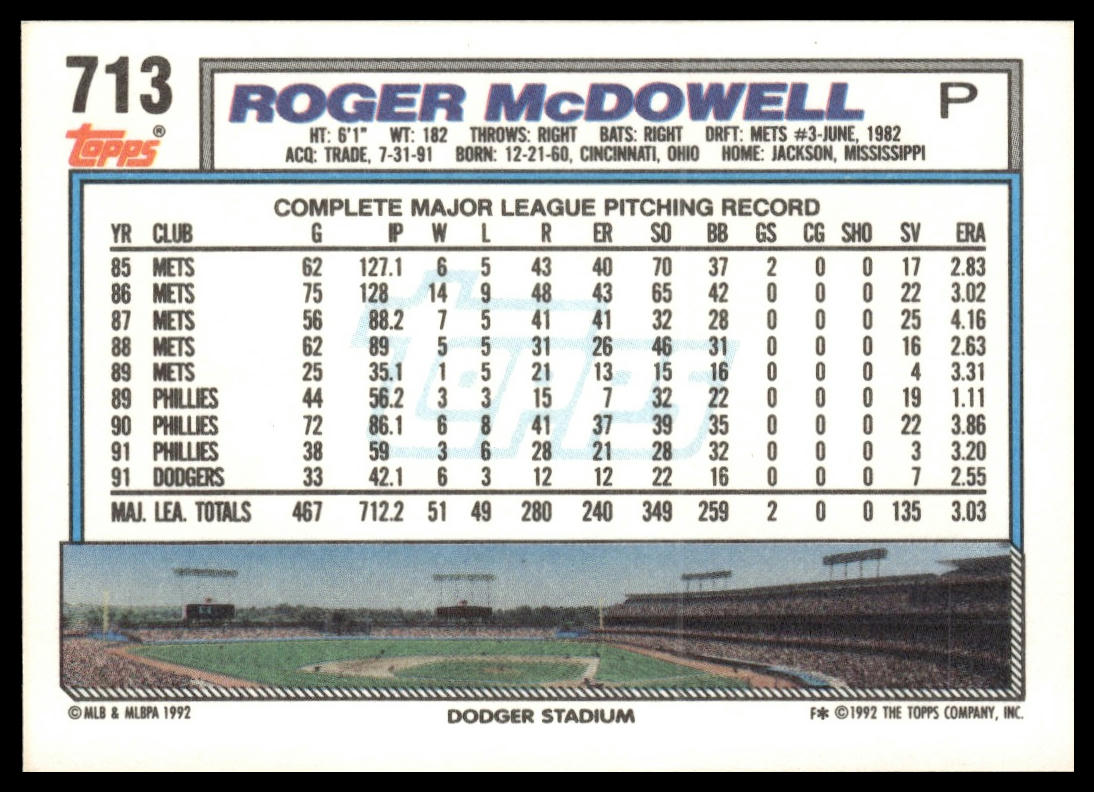 713
Topps®
ROGER McDOWELL P
HT: 6'1" WT: 182 THROWS: RIGHT BATS: RIGHT DRFT: METS #3-JUNE, 1982
ACQ: TRADE, 7-31-91 BORN: 12-21-60, CINCINNATI, OHIO HOME: JACKSON, MISSISSIPPI
COMPLETE MAJOR LEAGUE PITCHING RECORD
YR CLUB G IP W L R ER SO BB GS CG SHO SV ERA
85 METS 62 127.1 6 5 43 40 70 37 2 0 0 17 2.83
86 METS 75 128 14 9 48 43 65 42 0 0 0 22 3.02
87 METS 56 88.2 7 5 41 41 32 28 0 0 0 25 4.16
88 METS 62 89 5 5 31 26 46 31 0 0 0 16 2.63
89 METS 25 35.1 1 5 21 13 15 16 0 0 0 4 3.31
89 PHILLIES 44 56.2 3 3 15 7 32 22 0 0 0 19 1.11
90 PHILLIES 72 86.1 6 8 41 37 39 35 0 0 0 22 3.86
91 PHILLIES 38 59 3 6 28 21 28 32 0 0 0 3 3.20
91 DODGERS 33 42.1 6 3 12 12 22 16 0 0 0 7 2.55
MAJ. LEA. TOTALS 467 712.2 51 49 280 240 349 259 2 0 0 135 3.03
Topps
© MLB & MLBPA 1992 DODGER STADIUM F* © 1992 THE TOPPS COMPANY, INC.